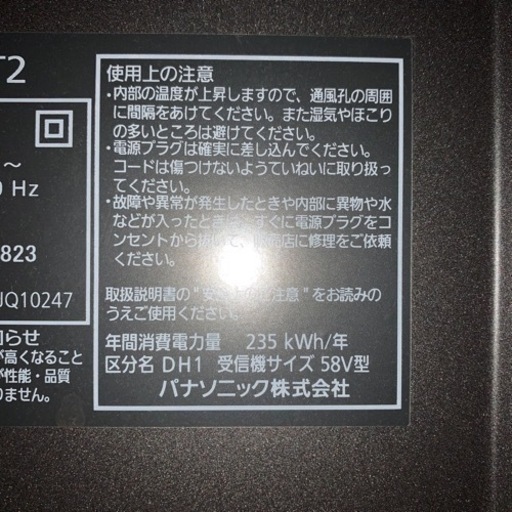 T2
～
Hz
823
JQ10247
らせ
が高くなること
が性能・品質
りません。
使用上の注意
・内部の温度が上昇しますので、通風孔の周囲
に間隔をあけてください。また湿気やほこり
の多いところは避けてください。
・電源プラグは確実に差し込んでください。
コードは傷つけないようていねいに取り扱っ
てください。
・故障や異常が発生したときや内部に異物や水
などが入ったときは、すぐに電源プラグをコ
ンセントから抜いて、販売店に修理をご依頼
ください。
取扱説明書の"安全上のご注意"をお読みの
うえご使用ください。
年間消費電力量 235 kWh/年
区分名 DH1 受信機サイズ 58V型
パナソニック株式会社